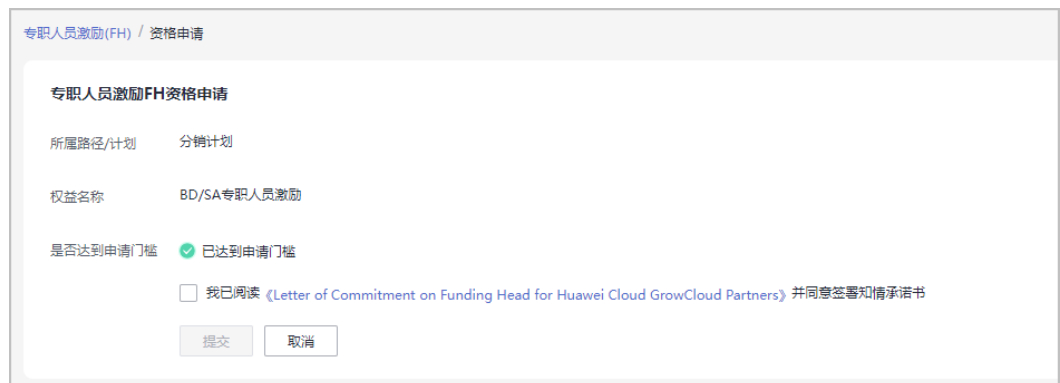 专职人员激励(FH) / 资格申请
专职人员激励FH资格申请
所属路径/计划 分销计划
权益名称 BD/SA专职人员激励
是否达到申请门槛 已达到申请门槛
我已阅读《Letter of Commitment on Funding Head for Huawei Cloud GrowCloud Partners》并同意签署知情承诺书
提交 取消